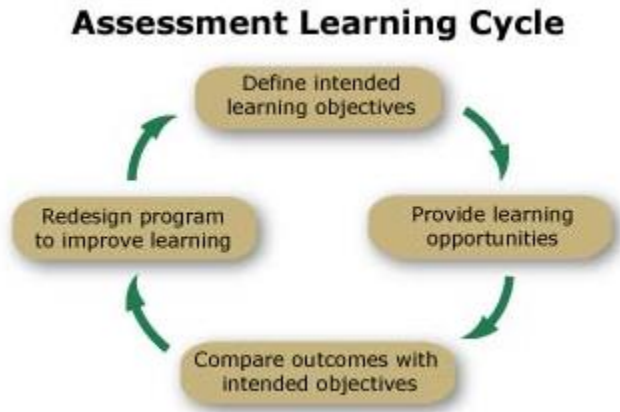 Assessment Learning Cycle
Define intended
learning objectives
Provide learning
opportunities
Compare outcomes with
intended objectives
Redesign program
to improve learning